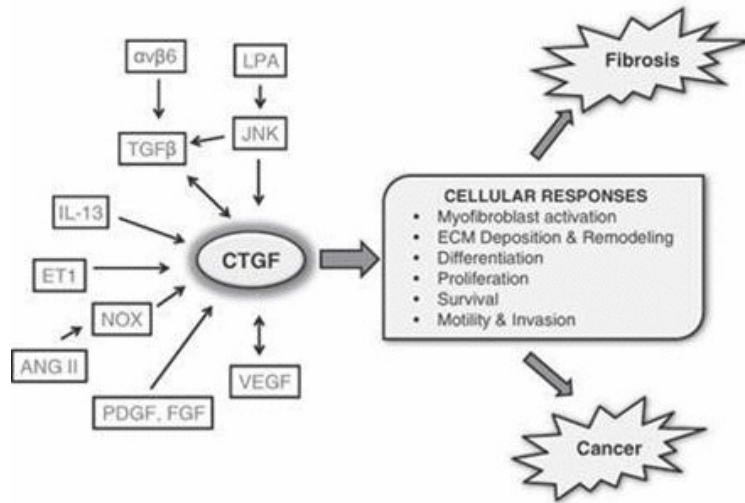 αvβ6
LPA
Fibrosis
TGFβ
JNK
IL-13
CTGF
ET1
NOX
ANG II
PDGF, FGF
VEGF
CELLULAR RESPONSES
• Myofibroblast activation
• ECM Deposition & Remodeling
• Differentiation
• Proliferation
• Survival
• Motility & Invasion
Cancer